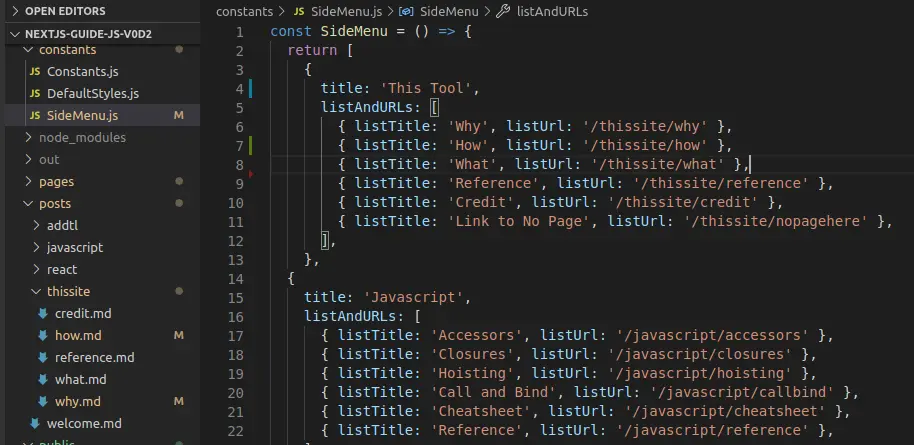 OPEN EDITORS
NEXTJS-GUIDE-JS-V0D2
constants
JS Constants.js
JS DefaultStyles.js
JS SideMenu.js M
node_modules
out
pages
posts
addtl
javascript
react
thissite
credit.md
how.md M
reference.md
what.md
why.md M
welcome.md
public
constants > JS SideMenu.js > SideMenu > listAndURLs
1 const SideMenu = () => {
2 return [
3 {
4 title: 'This Tool',
5 listAndURLs: [
6 { listTitle: 'Why', listUrl: '/thissite/why' },
7 { listTitle: 'How', listUrl: '/thissite/how' },
8 { listTitle: 'What', listUrl: '/thissite/what' },
9 { listTitle: 'Reference', listUrl: '/thissite/reference' },
10 { listTitle: 'Credit', listUrl: '/thissite/credit' },
11 { listTitle: 'Link to No Page', listUrl: '/thissite/nopagehere' },
12 ],
13 },
14 {
15 title: 'Javascript',
16 listAndURLs: [
17 { listTitle: 'Accessors', listUrl: '/javascript/accessors' },
18 { listTitle: 'Closures', listUrl: '/javascript/closures' },
19 { listTitle: 'Hoisting', listUrl: '/javascript/hoisting' },
20 { listTitle: 'Call and Bind', listUrl: '/javascript/callbind' },
21 { listTitle: 'Cheatsheet', listUrl: '/javascript/cheatsheet' },
22 { listTitle: 'Reference', listUrl: '/javascript/reference' },